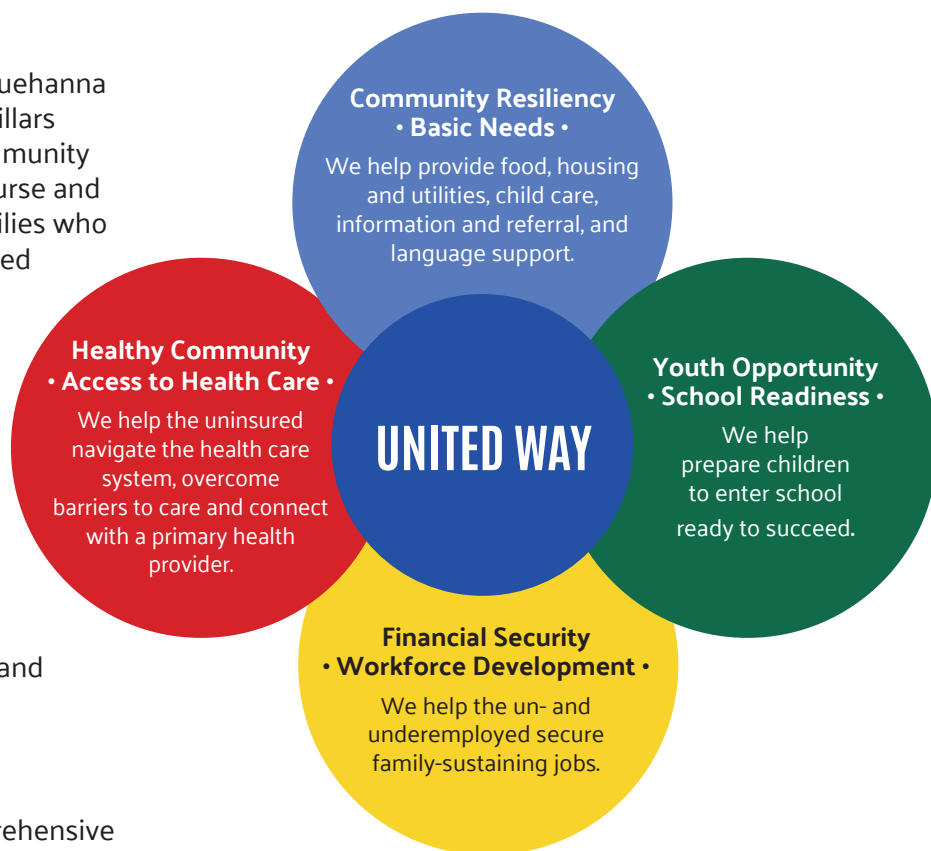 uehanna
illars
munity
urse and
ilies who
ed
and
rehensive
Community Resiliency
• Basic Needs •
We help provide food, housing
and utilities, child care,
information and referral, and
language support.
Healthy Community
• Access to Health Care •
We help the uninsured
navigate the health care
system, overcome
barriers to care and connect
with a primary health
provider.
UNITED WAY
Youth Opportunity
• School Readiness •
We help
prepare children
to enter school
ready to succeed.
Financial Security
• Workforce Development •
We help the un- and
underemployed secure
family-sustaining jobs.